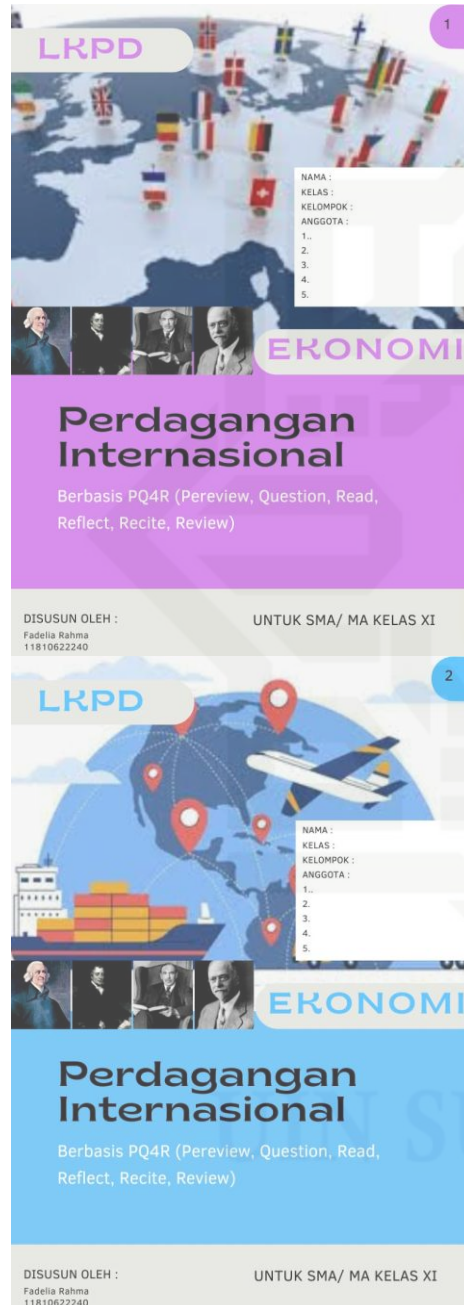 LKPD
1
NAMA :
KELAS :
KELOMPOK :
ANGGOTA :
1..
2.
3.
4.
5.
EKONOMI
Perdagangan
Internasional
Berbasis PQ4R (Pereview, Question, Read,
Reflect, Recite, Review)
DISUSUN OLEH :
Fadelia Rahma
11810622240
UNTUK SMA/ MA KELAS XI
LKPD
2
NAMA :
KELAS :
KELOMPOK :
ANGGOTA :
1..
2.
3.
4.
5.
EKONOMI
Perdagangan
Internasional
UIN SU
Berbasis PQ4R (Pereview, Question, Read,
Reflect, Recite, Review)
DISUSUN OLEH :
Fadelia Rahma
11810622240
UNTUK SMA/ MA KELAS XI